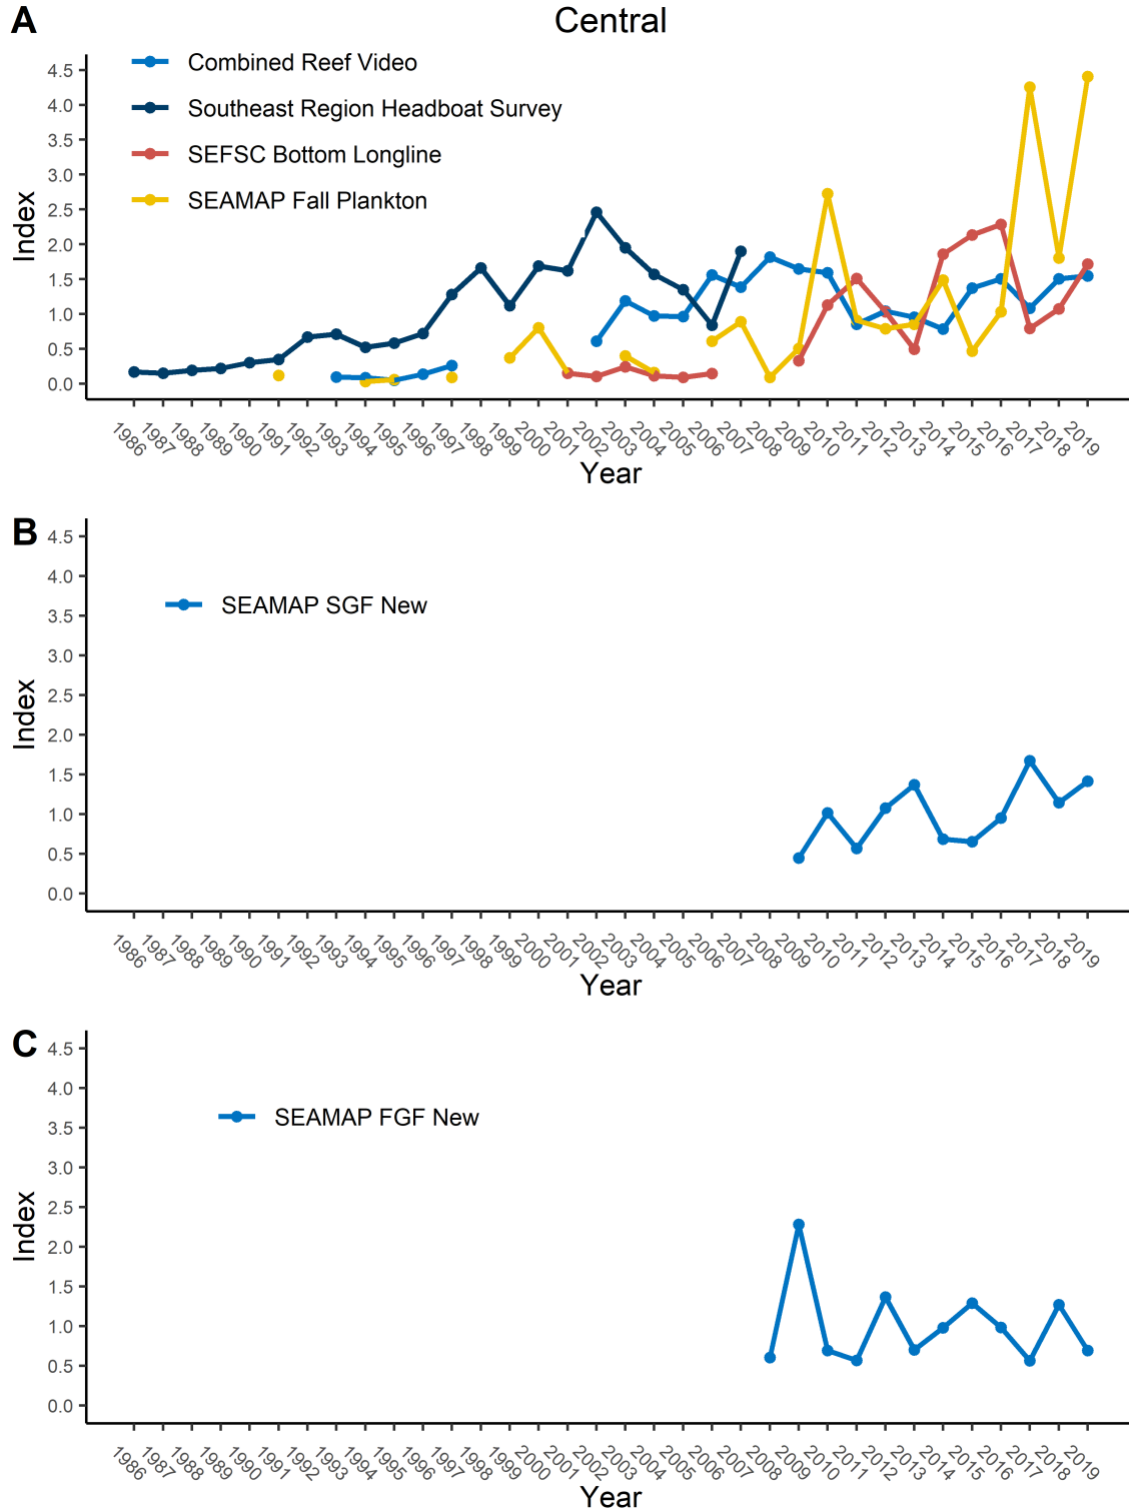 A
Central
Combined Reef Video
Southeast Region Headboat Survey
SEFSC Bottom Longline
SEAMAP Fall Plankton
Index
4.5
4.0
3.5
3.0
2.5
2.0
1.5
1.0
0.5
0.0
1986 1987 1988 1989 1990 1991 1992 1993 1994 1995 1996 1997 1998 1999 2000 2001 2002 2003 2004 2005 2006 2007 2008 2009 2010 2011 2012 2013 2014 2015 2016 2017 2018 2019
Year
B
SEAMAP SGF New
Index
4.5
4.0
3.5
3.0
2.5
2.0
1.5
1.0
0.5
0.0
1986 1987 1988 1989 1990 1991 1992 1993 1994 1995 1996 1997 1998 1999 2000 2001 2002 2003 2004 2005 2006 2007 2008 2009 2010 2011 2012 2013 2014 2015 2016 2017 2018 2019
Year
C
SEAMAP FGF New
Index
4.5
4.0
3.5
3.0
2.5
2.0
1.5
1.0
0.5
0.0
1986 1987 1988 1989 1990 1991 1992 1993 1994 1995 1996 1997 1998 1999 2000 2001 2002 2003 2004 2005 2006 2007 2008 2009 2010 2011 2012 2013 2014 2015 2016 2017 2018 2019
Year